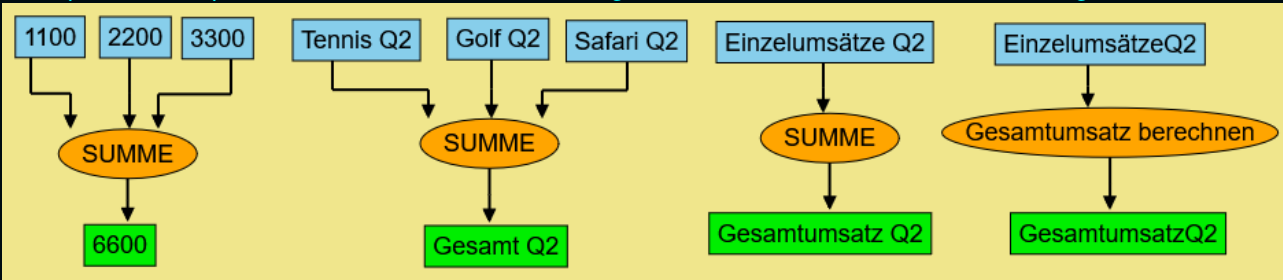 1100
2200
3300
SUMME
6600
Tennis Q2
Golf Q2
Safari Q2
SUMME
Gesamt Q2
Einzelumsätze Q2
SUMME
Gesamtumsatz Q2
EinzelumsätzeQ2
Gesamtumsatz berechnen
GesamtumsatzQ2